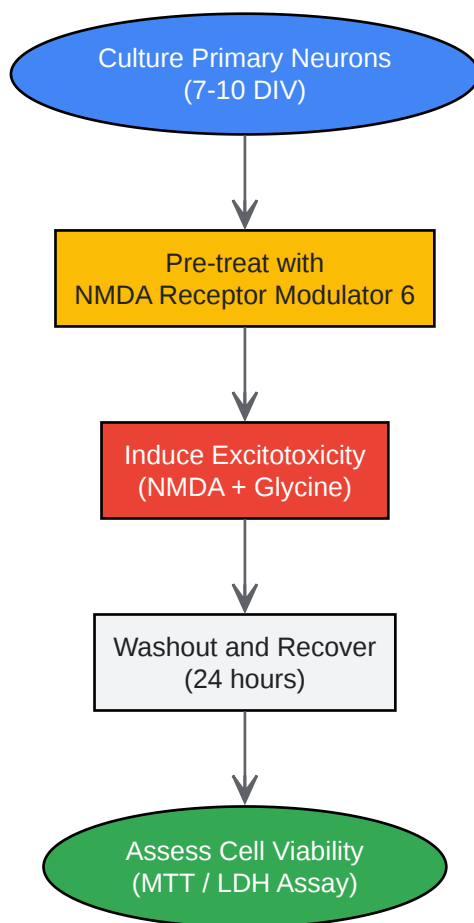 Culture Primary Neurons
(7-10 DIV)
Pre-treat with
NMDA Receptor Modulator 6
Induce Excitotoxicity
(NMDA + Glycine)
Washout and Recover
(24 hours)
Assess Cell Viability
(MTT / LDH Assay)